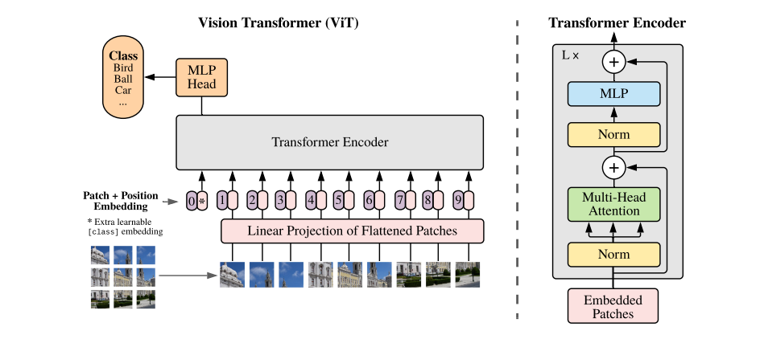 Vision Transformer (ViT)
Class
Bird
Ball
Car
...
MLP
Head
Transformer Encoder
Patch + Position
Embedding
0 * 1 2 3 4 5 6 7 8 9
* Extra learnable
[class] embedding
Linear Projection of Flattened Patches
Transformer Encoder
L x
+
MLP
Norm
+
Multi-Head
Attention
Norm
Embedded
Patches